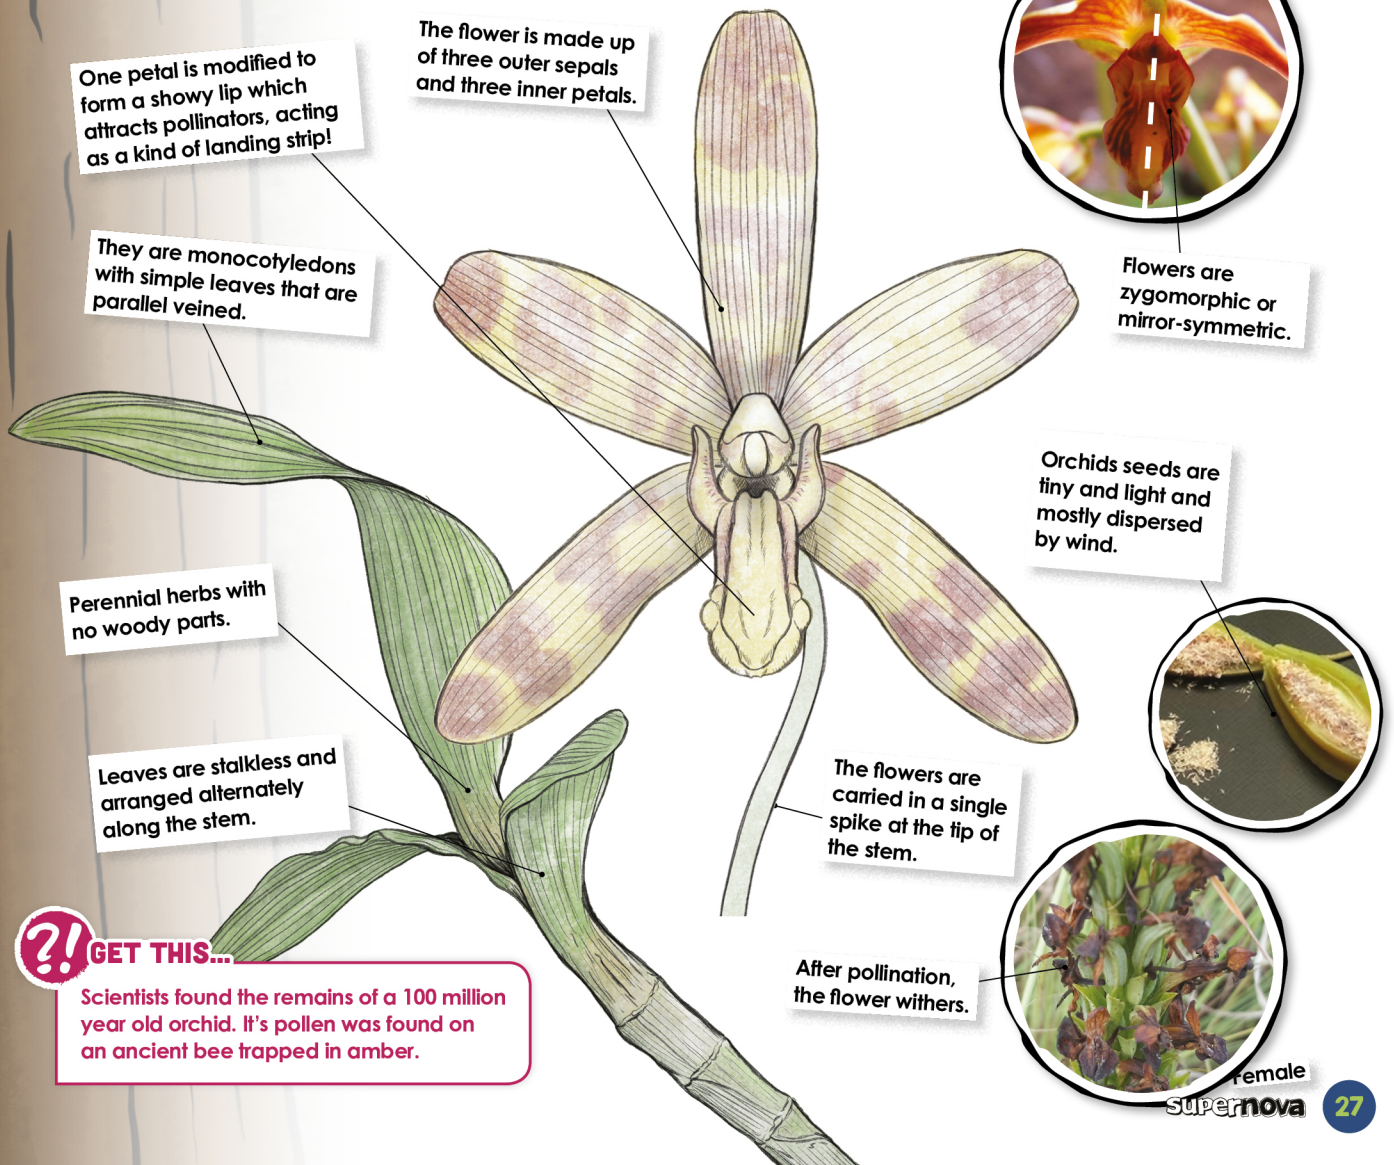 One petal is modified to
form a showy lip which
attracts pollinators, acting
as a kind of landing strip!
The flower is made up
of three outer sepals
and three inner petals.
They are monocotyledons
with simple leaves that are
parallel veined.
Flowers are
zygomorphic or
mirror-symmetric.
Orchids seeds are
tiny and light and
mostly dispersed
by wind.
Perennial herbs with
no woody parts.
Leaves are stalkless and
arranged alternately
along the stem.
The flowers are
carried in a single
spike at the tip of
the stem.
After pollination,
the flower withers.
?! GET THIS...
Scientists found the remains of a 100 million
year old orchid. It's pollen was found on
an ancient bee trapped in amber.
Female
supernova 27